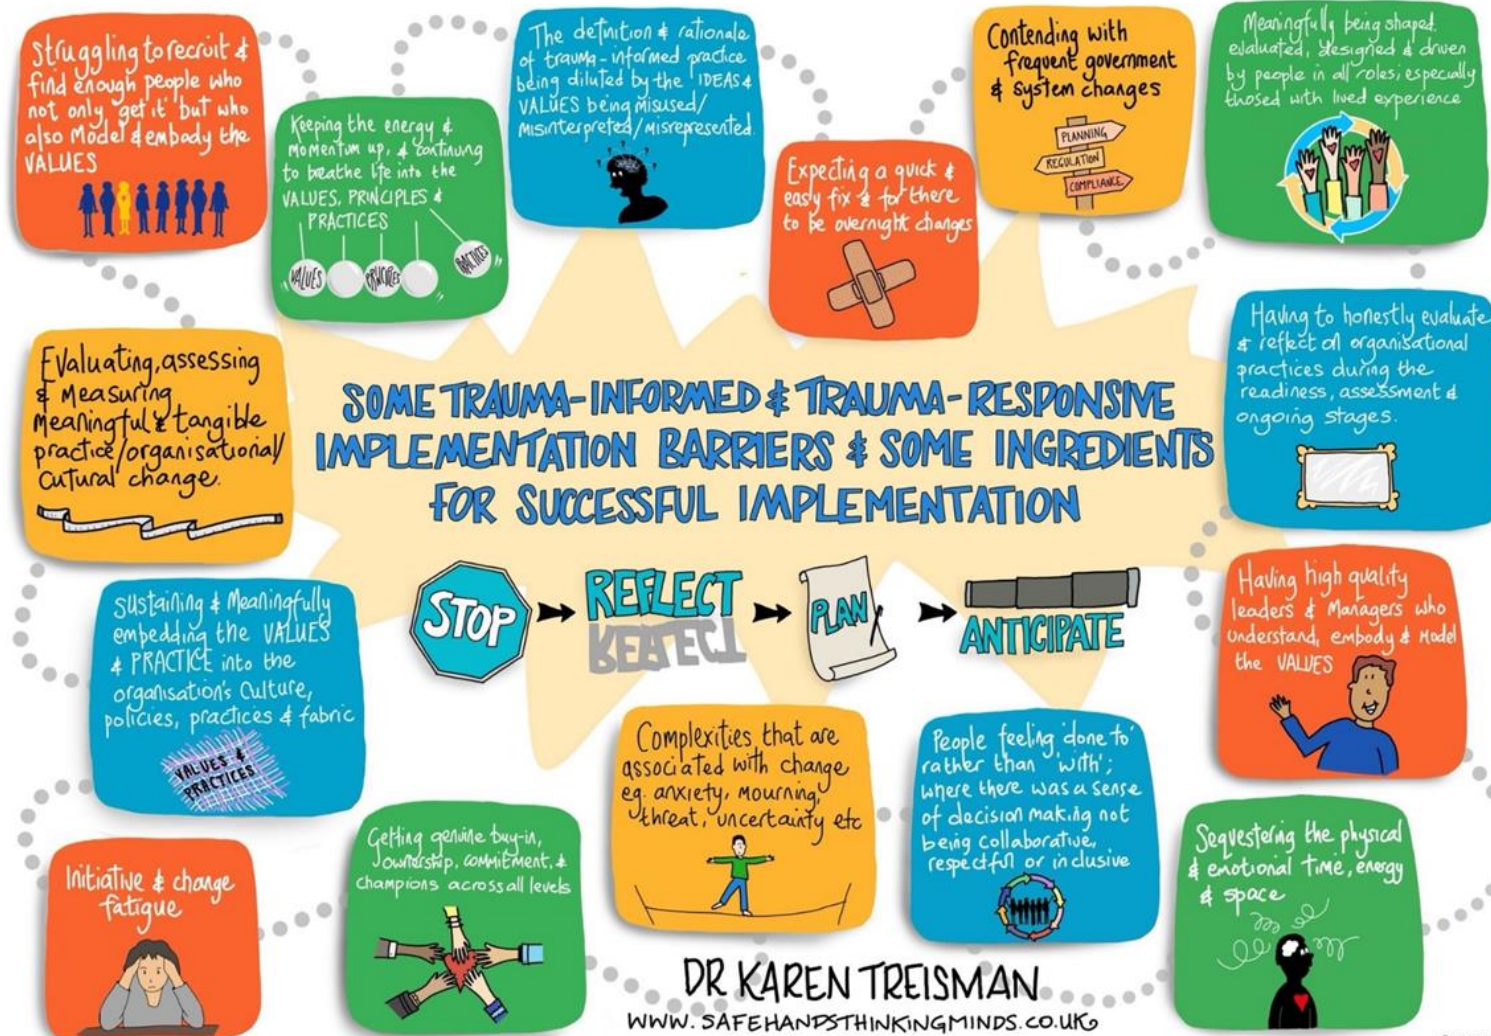 Struggling to recruit &
find enough people who
not only 'get it' but who
also Model & embody the
VALUES
Keeping the energy &
momentum up, & continuing
to breathe life into the
VALUES, PRINCIPLES &
PRACTICES
VALUES
PRINCIPLES
PRACTICES
The definition & rationale
of trauma-informed practice
being diluted by the IDEAS &
VALUES being misused/
misinterpreted/misrepresented.
Expecting a quick &
easy fix & for there
to be overnight changes
Contending with
frequent government
& system changes
PLANNING
REGULATION
COMPLIANCE
Meaningfully being shaped,
evaluated, designed & driven
by people in all roles; especially
thosed with lived experience
Evaluating, assessing
& Measuring
Meaningful & tangible
practice/organisational/
Cutural change.
SOME TRAUMA-INFORMED & TRAUMA-RESPONSIVE
IMPLEMENTATION BARRIERS & SOME INGREDIENTS
FOR SUCCESSFUL IMPLEMENTATION
STOP
REFLECT
REFLECT
PLAN
ANTICIPATE
Having to honestly evaluate
& reflect on organisational
practices during the
readiness, assessment &
ongoing stages.
Sustaining & Meaningfully
embedding the VALUES
& PRACTICE into the
organisation's Culture,
policies, practices & fabric
VALUES &
PRACTICES
Having high quality
leaders & Managers who
understand, embody & Model
the VALUES
Initiative & change
fatigue
Getting genuine buy-in,
ownership, commitment, &
champions across all levels
Complexities that are
associated with change
eg. anxiety, mourning,
threat, uncertainty etc
People feeling 'done to'
rather than 'with';
where there was a sense
of decision making not
being collaborative,
respectful or inclusive
Sequestering the physical
& emotional time, energy
& space
DR KAREN TREISMAN
WWW.SAFEHANDSTHINKINGMINDS.CO.UK